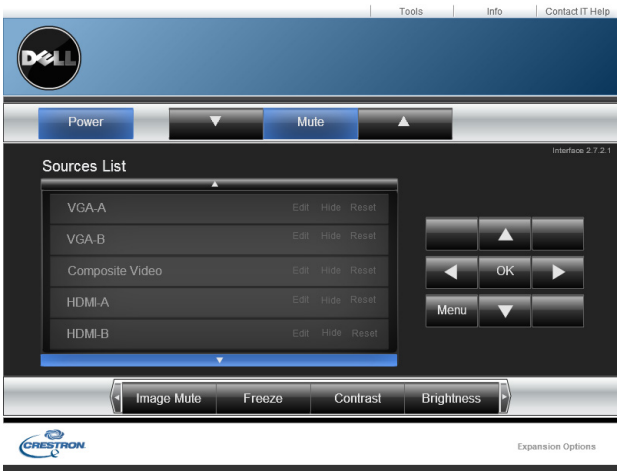 Tools Info Contact IT Help
DELL
Power Mute
Interface 2.7.2.1
Sources List
VGA-A Edit Hide Reset
VGA-B Edit Hide Reset
Composite Video Edit Hide Reset
HDMI-A Edit Hide Reset
HDMI-B Edit Hide Reset
OK
Menu
Image Mute Freeze Contrast Brightness
CRESTRON
Expansion Options